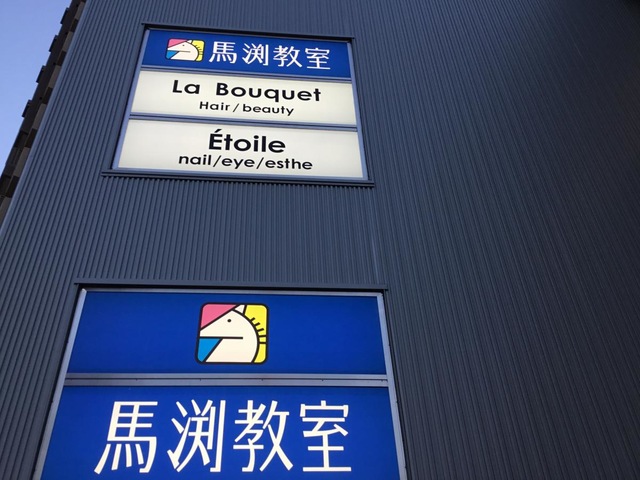 馬渕教室
La Bouquet
Hair/beauty
Étoile
nail/eye/esthe
馬渕教室